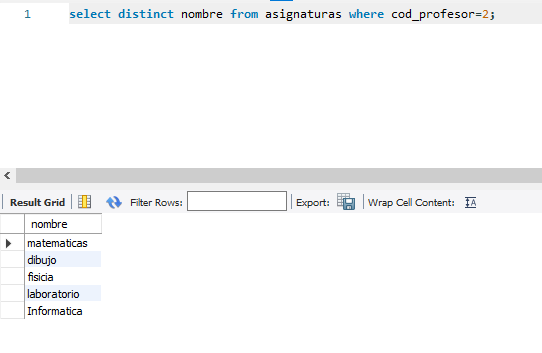 1 select distinct nombre from asignaturas where cod_profesor=2;
Result Grid Filter Rows: Export: Wrap Cell Content:
nombre
matematicas
dibujo
fisicia
laboratorio
Informatica